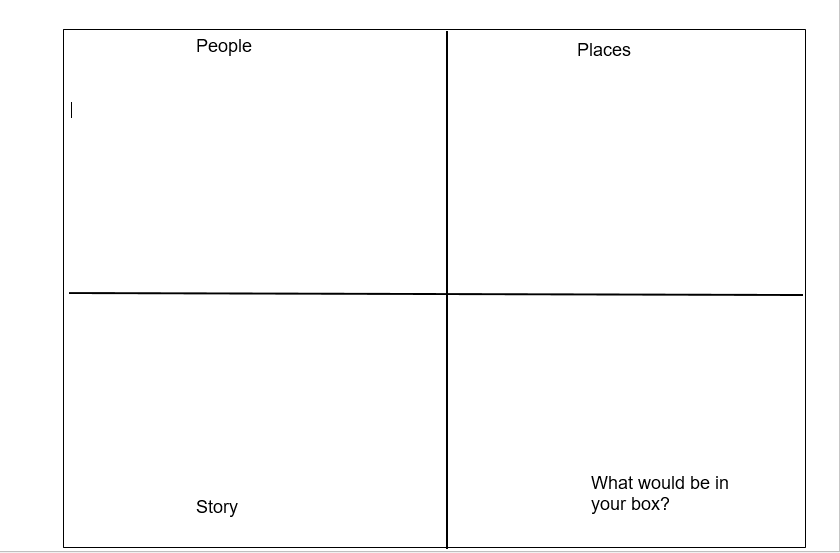 People
Places
Story
What would be in
your box?